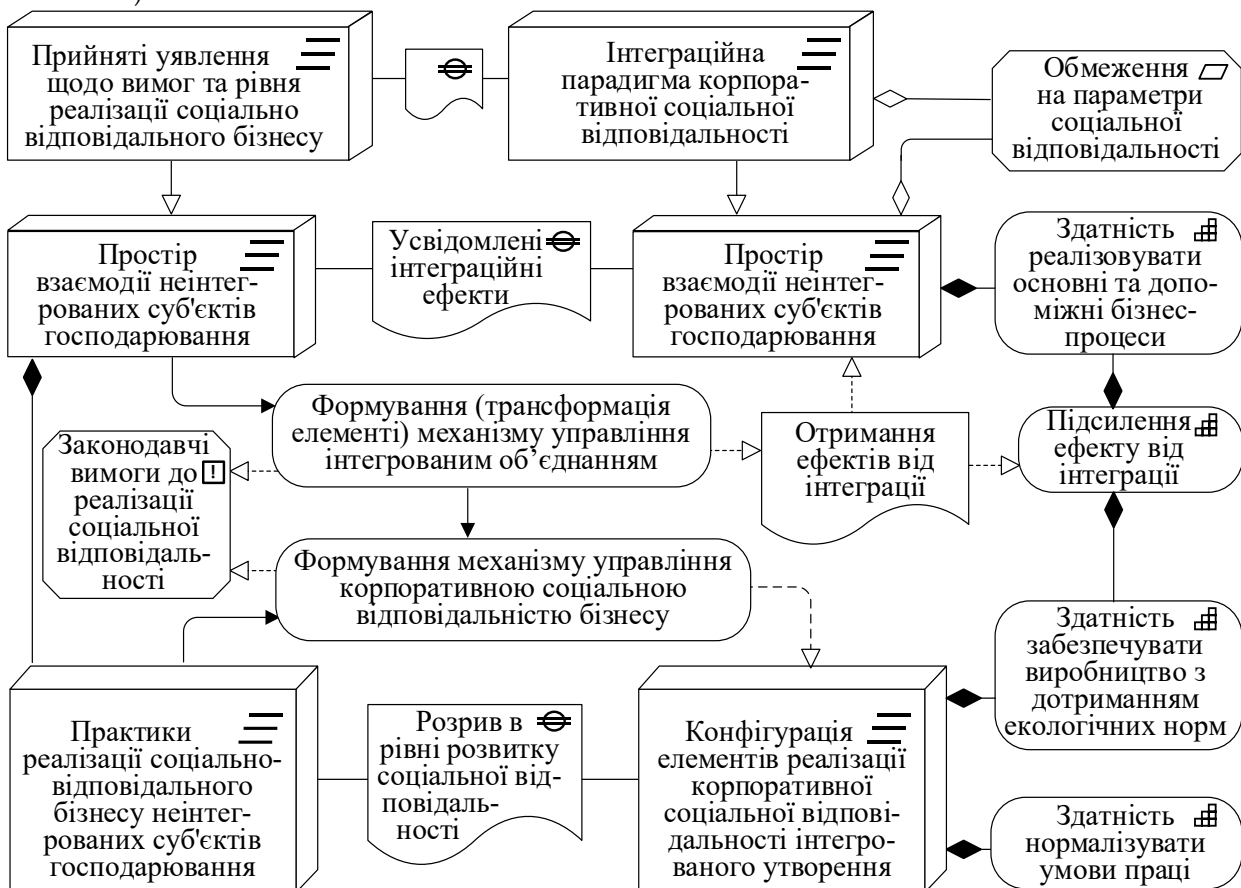 )
Прийняті уявлення
щодо вимог та рівня
реалізації соціально
відповідального бізнесу
Інтеграційна
парадигма корпора-
тивної соціальної
відповідальності
Обмеження
на параметри
соціальної
відповідальності
Простір
взаємодії неінтег-
рованих суб'єктів
господарювання
Усвідомлені
інтеграційні
ефекти
Простір
взаємодії неінтег-
рованих суб'єктів
господарювання
Здатність
реалізовувати
основні та допо-
міжні бізнес-
процеси
Формування (трансформація
елементі) механізму управління
інтегрованим об’єднанням
Законодавчі
вимоги до
реалізації
соціальної
відповідаль-
ності
Отримання
ефектів від
інтеграції
Підсилення
ефекту від
інтеграції
Формування механізму управління
корпоративною соціальною
відповідальністю бізнесу
Здатність
забезпечувати
виробництво з
дотриманням
екологічних норм
Практики
реалізації соціально-
відповідального
бізнесу неінтег-
рованих суб'єктів
господарювання
Розрив в
рівні розвитку
соціальної від-
повідаль-
ності
Конфігурація
елементів реалізації
корпоративної
соціальної відпові-
дальності інтегро-
ваного утворення
Здатність
нормалізувати
умови праці